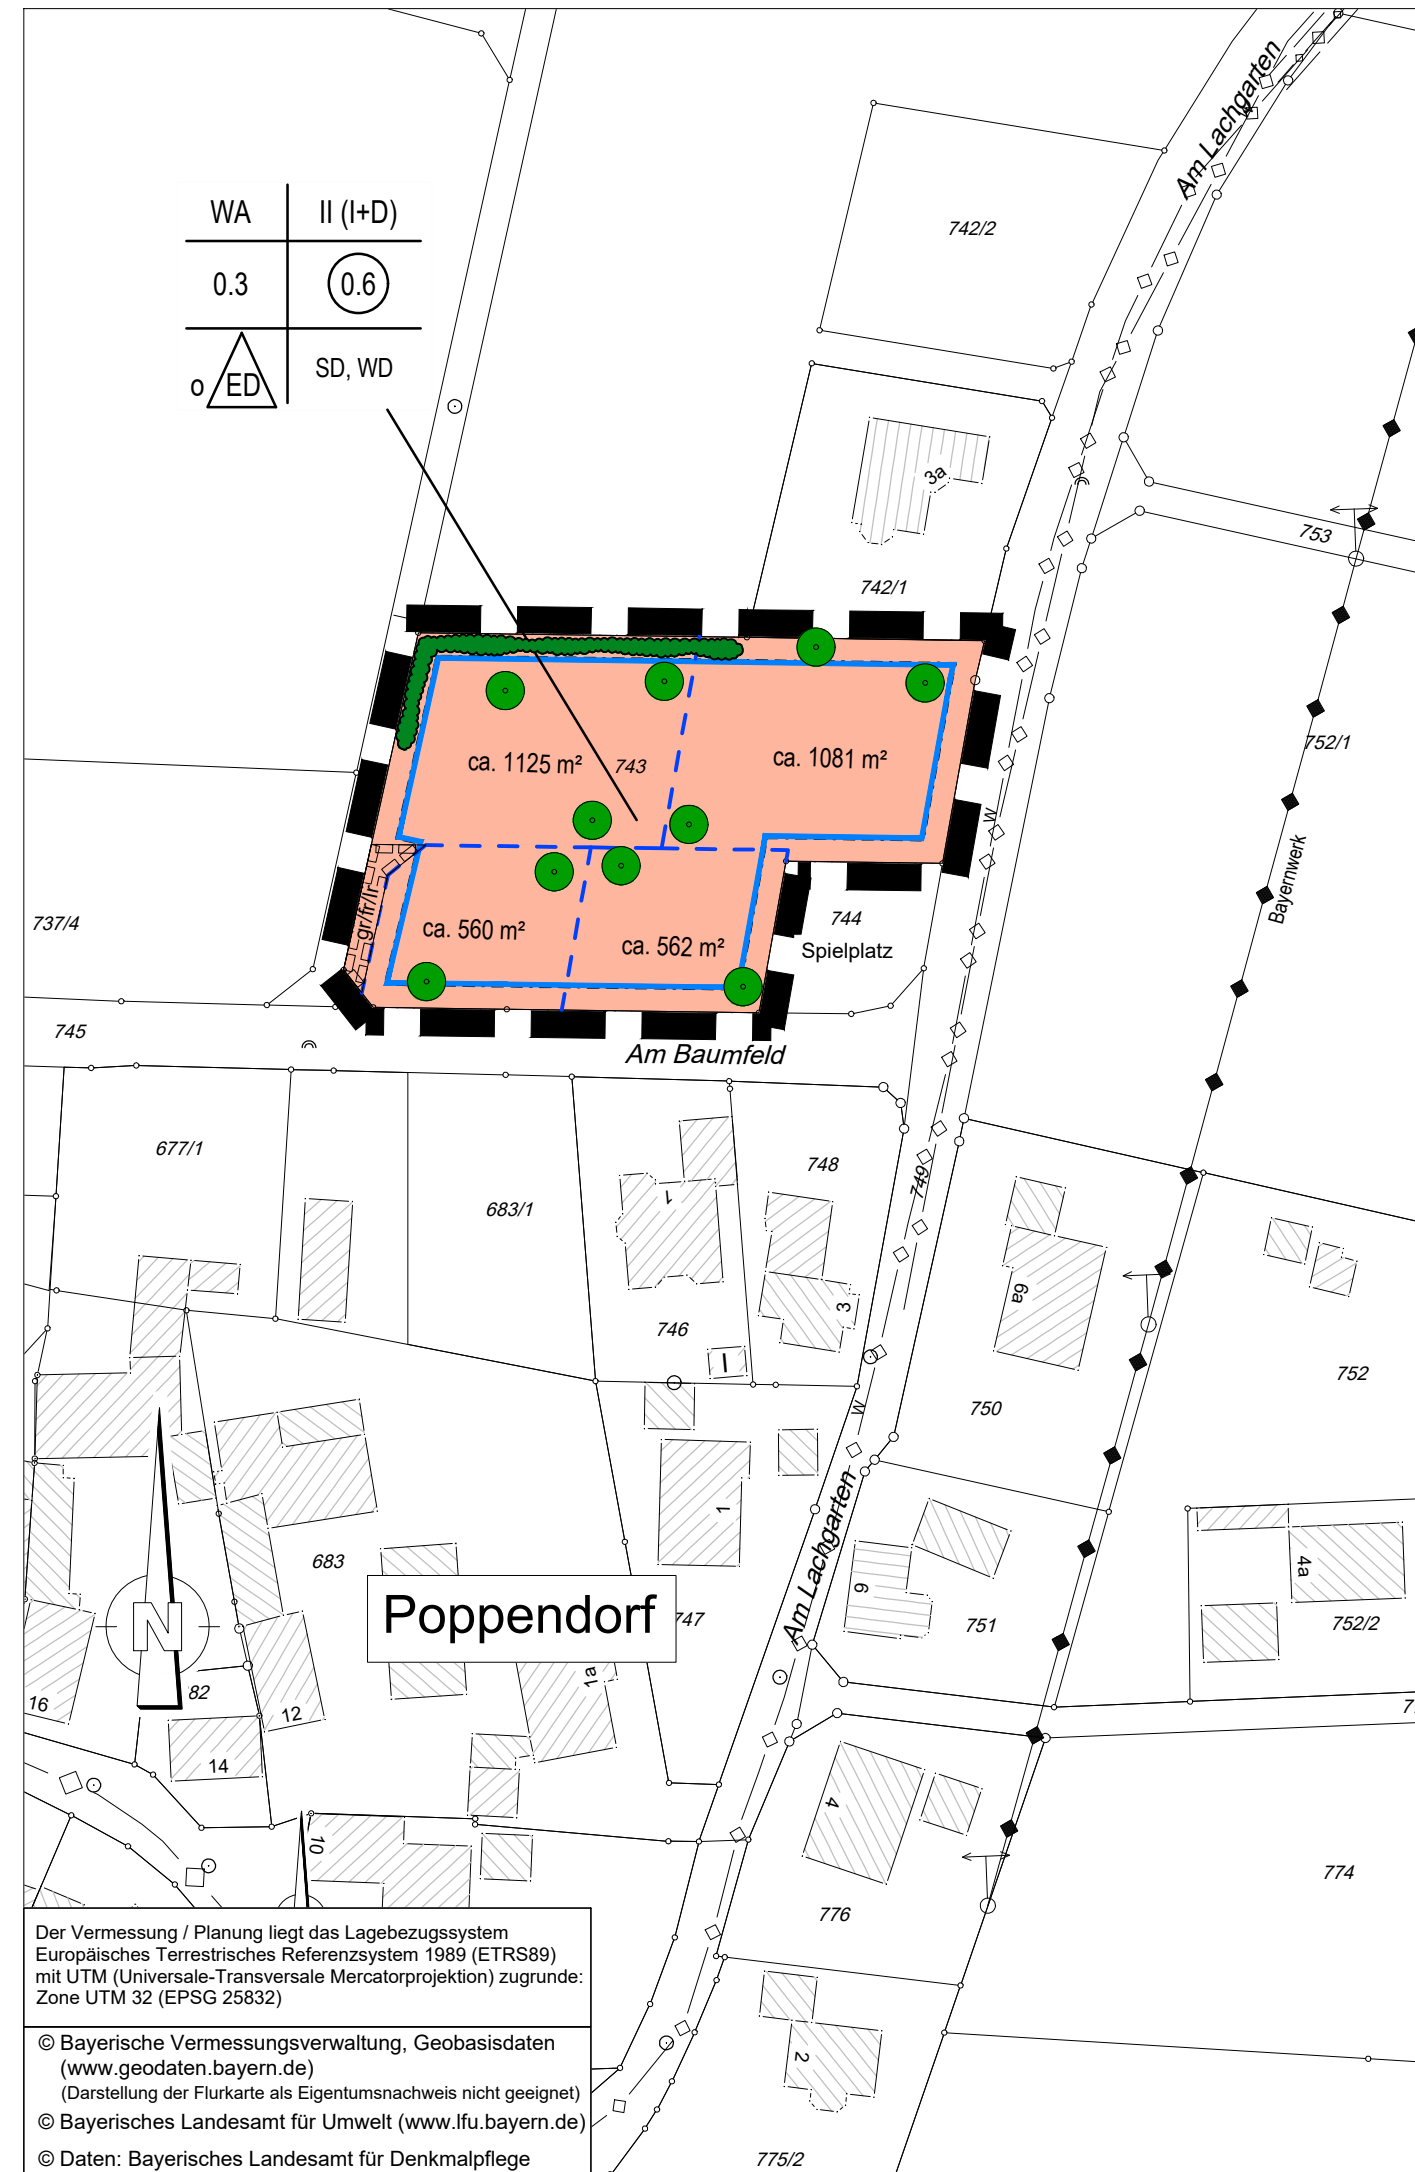 Am Lachgarten
742/2
WA
II (I+D)
0.3
0.6
o
ED
SD, WD
3a
742/1
753
752/1
ca. 1125 m²
743
ca. 1081 m²
W
Bayernwerk
737/4
gr/fr/lr
ca. 560 m²
ca. 562 m²
744
Spielplatz
745
Am Baumfeld
677/1
683/1
1
748
749
746
3
6a
I
752
750
W
1
Am Lachgarten
683
Poppendorf
747
6
751
4a
752/2
N
1a
82
16
12
14
10
4
774
776
2
775/2
Der Vermessung / Planung liegt das Lagebezugssystem
Europäisches Terrestrisches Referenzsystem 1989 (ETRS89)
mit UTM (Universale-Transversale Mercatorprojektion) zugrunde:
Zone UTM 32 (EPSG 25832)
© Bayerische Vermessungsverwaltung, Geobasisdaten
(www.geodaten.bayern.de)
(Darstellung der Flurkarte als Eigentumsnachweis nicht geeignet)
© Bayerisches Landesamt für Umwelt (www.lfu.bayern.de)
© Daten: Bayerisches Landesamt für Denkmalpflege